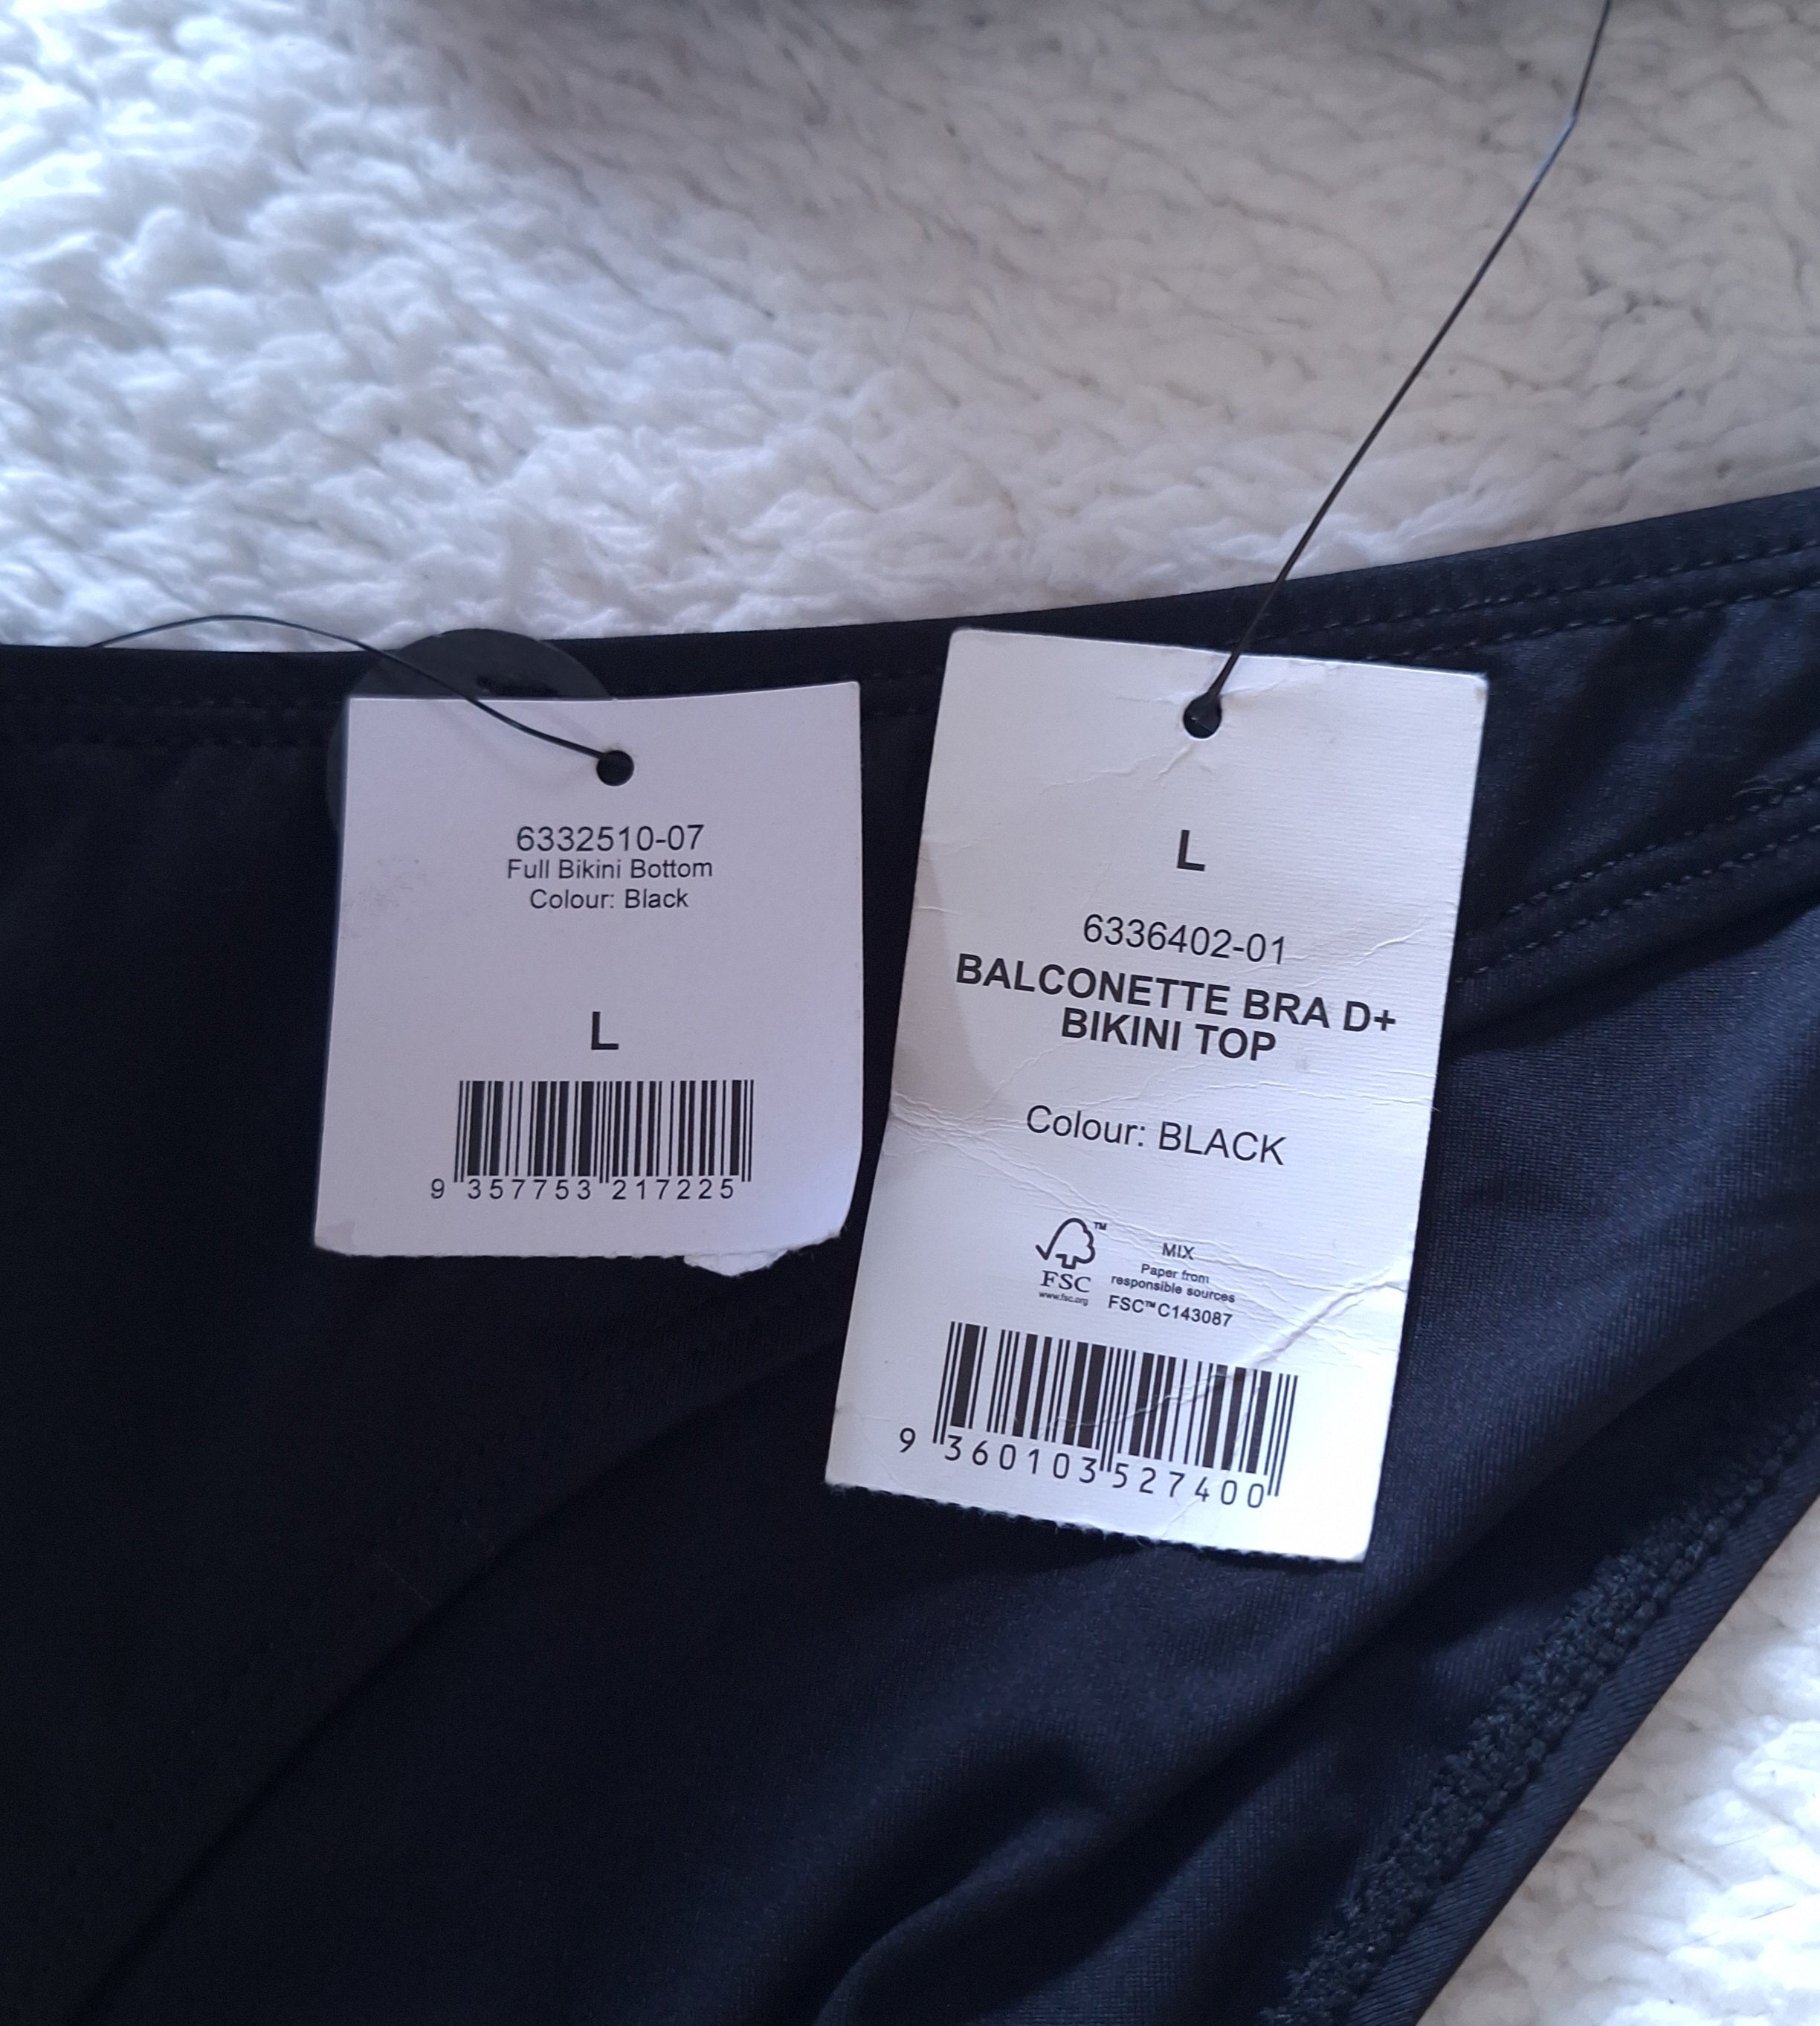 6332510-07
Full Bikini Bottom
Colour: Black
L
9 357753 217225
L
6336402-01
BALCONETTE BRA D+
BIKINI TOP
Colour: BLACK
FSC
™
www.fsc.org
MIX
Paper from
responsible sources
FSC™ C143087
9 360103 527400